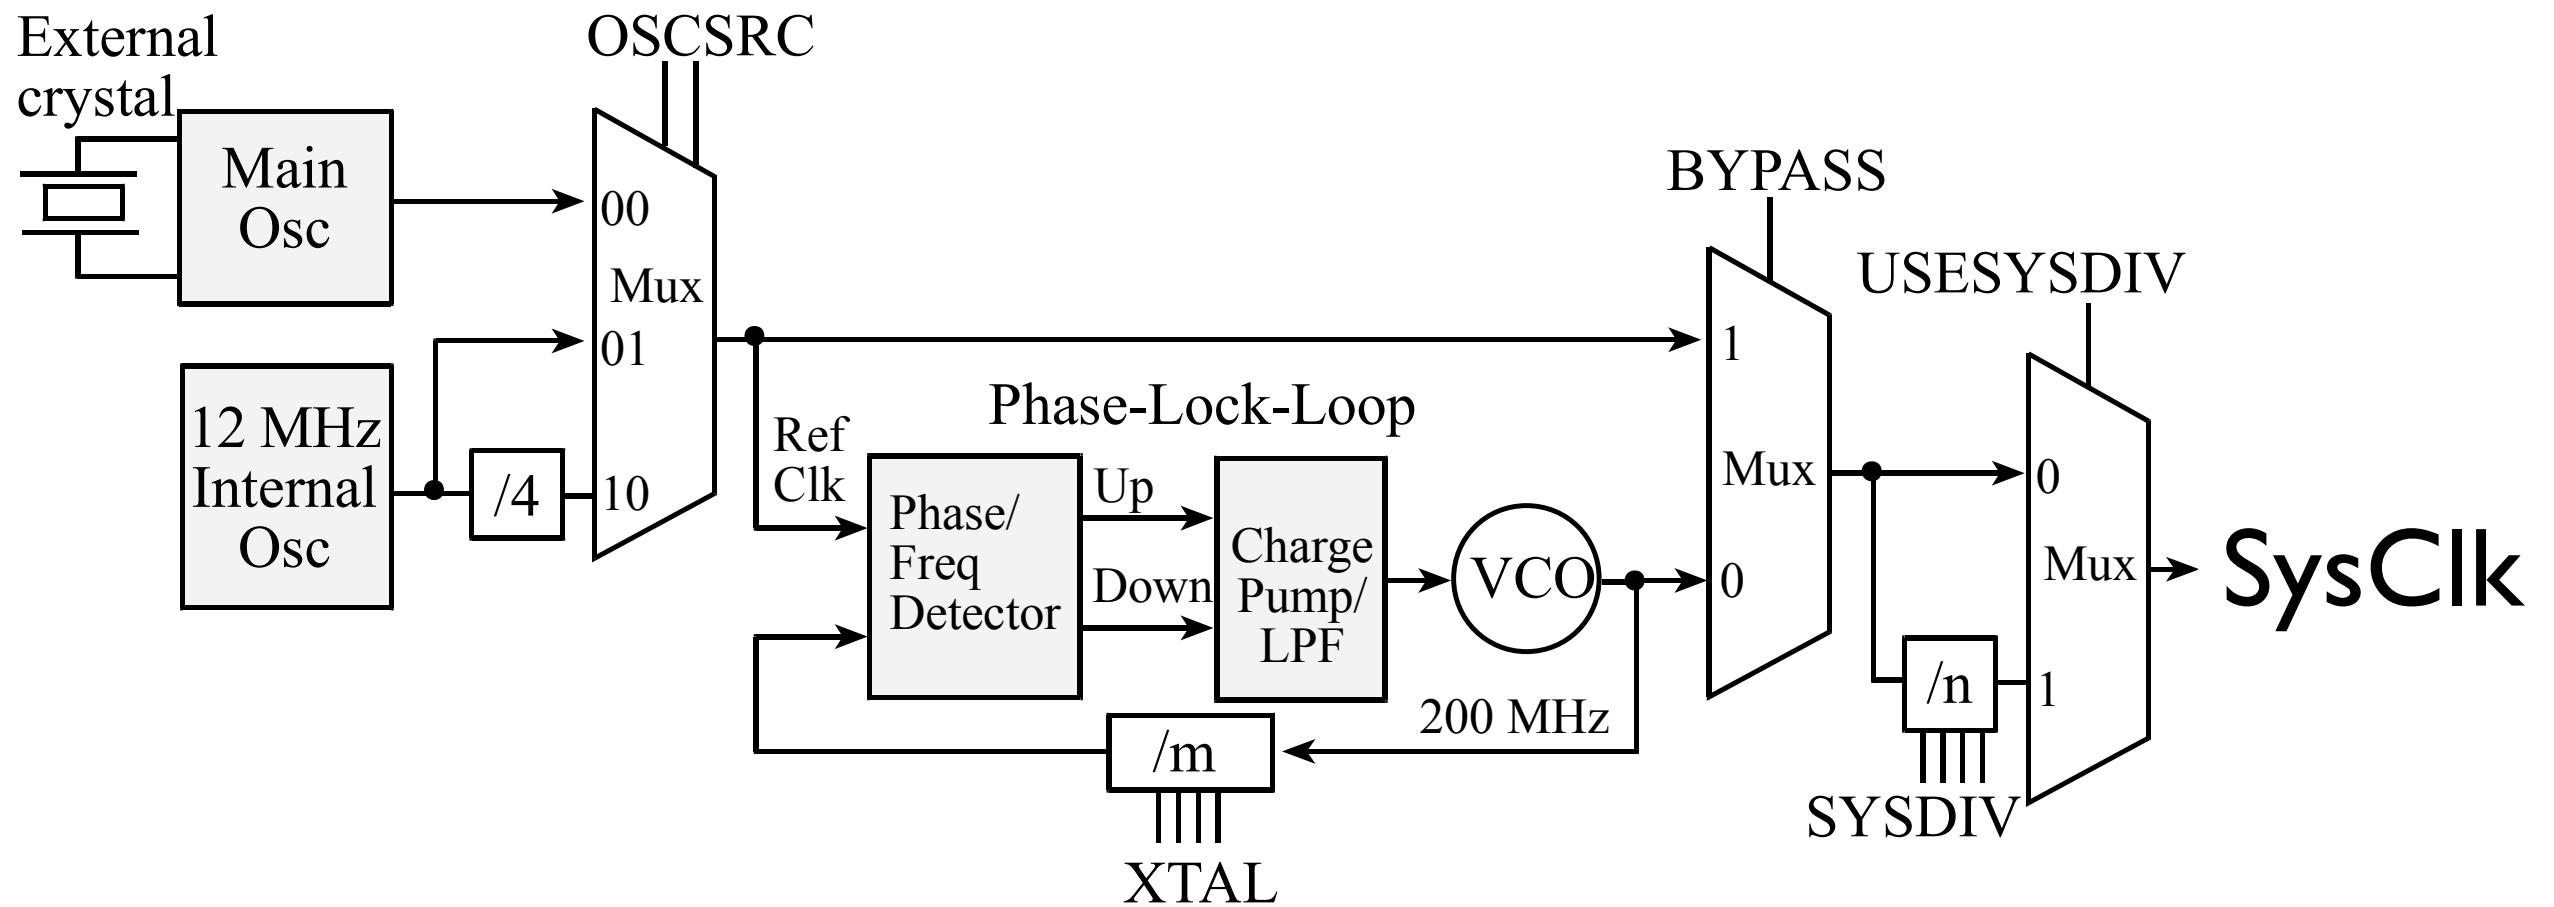 External
crystal
OSCSRC
Main
Osc
00
Mux
01
10
12 MHz
Internal
Osc
/4
BYPASS
USESYSDIV
1
Mux
0
Phase-Lock-Loop
Ref
Clk
Phase/
Freq
Detector
Up
Down
Charge
Pump/
LPF
VCO
200 MHz
/m
XTAL
0
Mux
1
/n
SYSDIV
SysClk